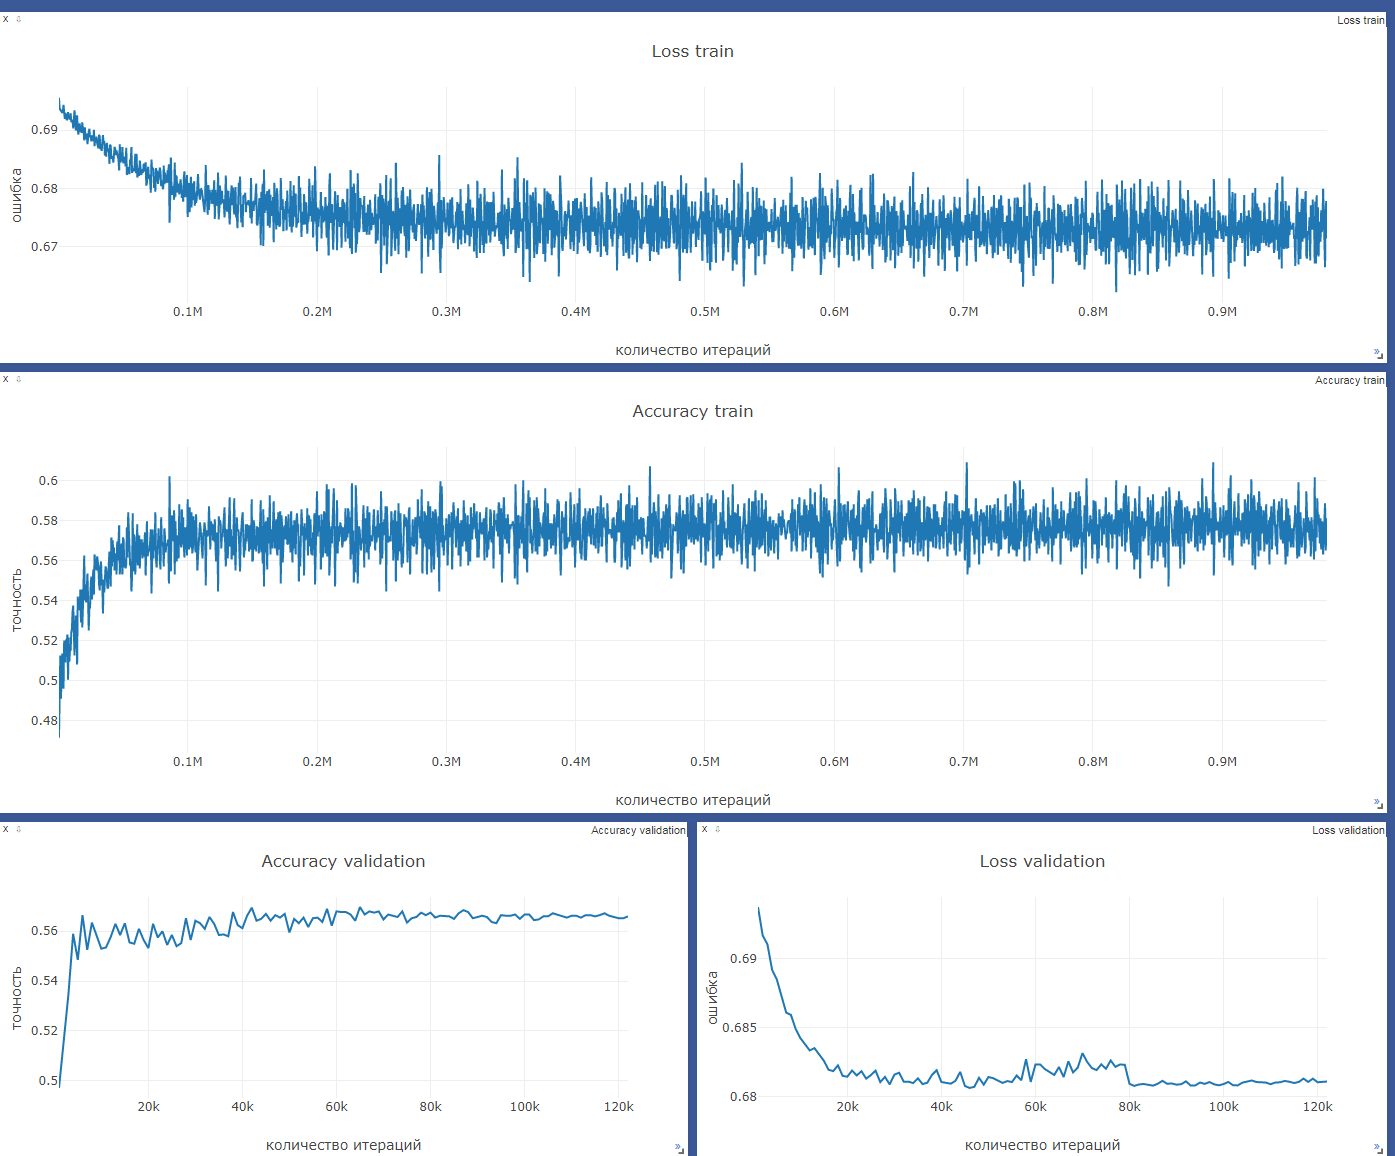 X ⇩ Loss train
Loss train
ошибка
0.69
0.68
0.67
0.1M 0.2M 0.3M 0.4M 0.5M 0.6M 0.7M 0.8M 0.9M
количество итераций
»
X ⇩ Accuracy train
Accuracy train
точность
0.6
0.58
0.56
0.54
0.52
0.5
0.48
0.1M 0.2M 0.3M 0.4M 0.5M 0.6M 0.7M 0.8M 0.9M
количество итераций
»
X ⇩ Accuracy validation
Accuracy validation
точность
0.56
0.54
0.52
0.5
20k 40k 60k 80k 100k 120k
количество итераций
»
X ⇩ Loss validation
Loss validation
ошибка
0.69
0.685
0.68
20k 40k 60k 80k 100k 120k
количество итераций
»